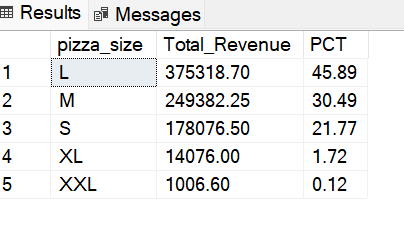 Results Messages
pizza_size Total_Revenue PCT
1 L 375318.70 45.89
2 M 249382.25 30.49
3 S 178076.50 21.77
4 XL 14076.00 1.72
5 XXL 1006.60 0.12